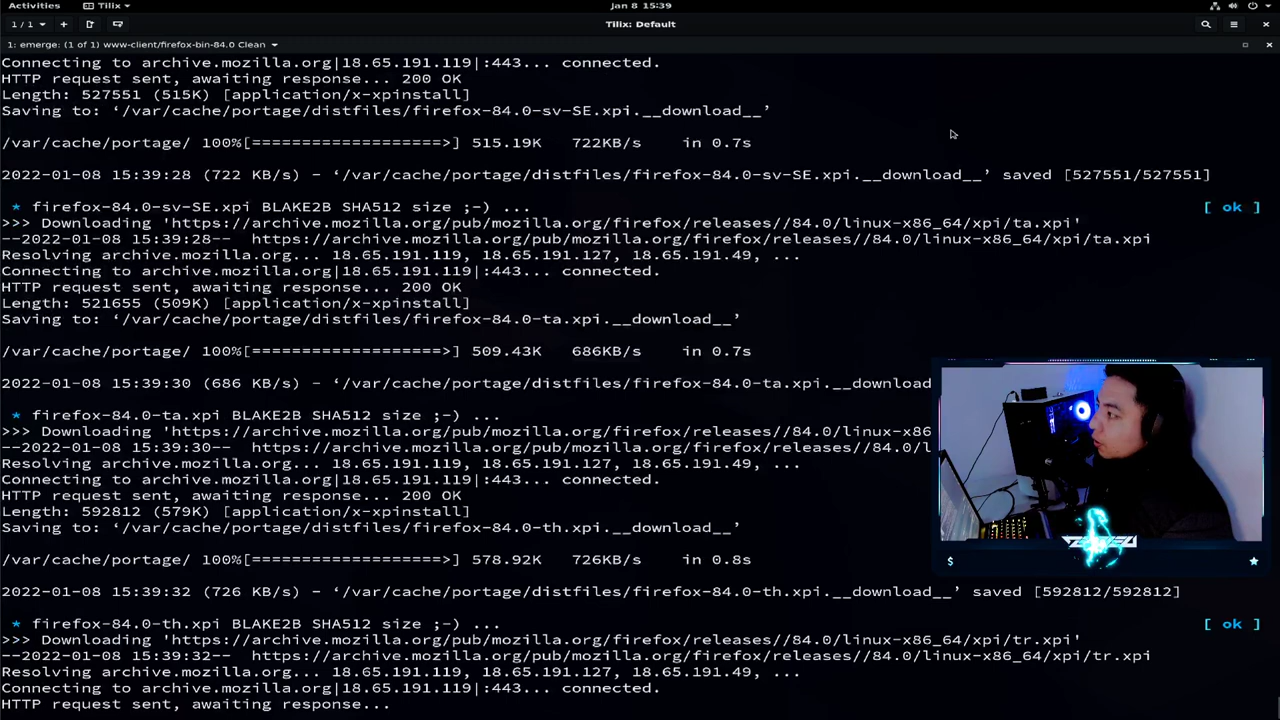 Activities Tilix Jan 8 15:39
1 / 1 Tilix: Default
1: emerge: (1 of 1) www-client/firefox-bin-84.0 Clean
Connecting to archive.mozilla.org|18.65.191.119|:443... connected.
HTTP request sent, awaiting response... 200 OK
Length: 527551 (515K) [application/x-xpinstall]
Saving to: ‘/var/cache/portage/distfiles/firefox-84.0-sv-SE.xpi.__download__’
/var/cache/portage/ 100%[===================>] 515.19K 722KB/s in 0.7s
2022-01-08 15:39:28 (722 KB/s) - ‘/var/cache/portage/distfiles/firefox-84.0-sv-SE.xpi.__download__’ saved [527551/527551]
* firefox-84.0-sv-SE.xpi BLAKE2B SHA512 size ;-) ... [ ok ]
>>> Downloading 'https://archive.mozilla.org/pub/mozilla.org/firefox/releases//84.0/linux-x86_64/xpi/ta.xpi'
--2022-01-08 15:39:28-- https://archive.mozilla.org/pub/mozilla.org/firefox/releases//84.0/linux-x86_64/xpi/ta.xpi
Resolving archive.mozilla.org... 18.65.191.119, 18.65.191.127, 18.65.191.49, ...
Connecting to archive.mozilla.org|18.65.191.119|:443... connected.
HTTP request sent, awaiting response... 200 OK
Length: 521655 (509K) [application/x-xpinstall]
Saving to: ‘/var/cache/portage/distfiles/firefox-84.0-ta.xpi.__download__’
/var/cache/portage/ 100%[===================>] 509.43K 686KB/s in 0.7s
2022-01-08 15:39:30 (686 KB/s) - ‘/var/cache/portage/distfiles/firefox-84.0-ta.xpi.__download
* firefox-84.0-ta.xpi BLAKE2B SHA512 size ;-) ...
>>> Downloading 'https://archive.mozilla.org/pub/mozilla.org/firefox/releases//84.0/linux-x86
--2022-01-08 15:39:30-- https://archive.mozilla.org/pub/mozilla.org/firefox/releases//84.0/l
Resolving archive.mozilla.org... 18.65.191.119, 18.65.191.127, 18.65.191.49, ...
Connecting to archive.mozilla.org|18.65.191.119|:443... connected.
HTTP request sent, awaiting response... 200 OK
Length: 592812 (579K) [application/x-xpinstall]
Saving to: ‘/var/cache/portage/distfiles/firefox-84.0-th.xpi.__download__’
/var/cache/portage/ 100%[===================>] 578.92K 726KB/s in 0.8s
2022-01-08 15:39:32 (726 KB/s) - ‘/var/cache/portage/distfiles/firefox-84.0-th.xpi.__download__’ saved [592812/592812]
* firefox-84.0-th.xpi BLAKE2B SHA512 size ;-) ... [ ok ]
>>> Downloading 'https://archive.mozilla.org/pub/mozilla.org/firefox/releases//84.0/linux-x86_64/xpi/tr.xpi'
--2022-01-08 15:39:32-- https://archive.mozilla.org/pub/mozilla.org/firefox/releases//84.0/linux-x86_64/xpi/tr.xpi
Resolving archive.mozilla.org... 18.65.191.119, 18.65.191.127, 18.65.191.49, ...
Connecting to archive.mozilla.org|18.65.191.119|:443... connected.
HTTP request sent, awaiting response...